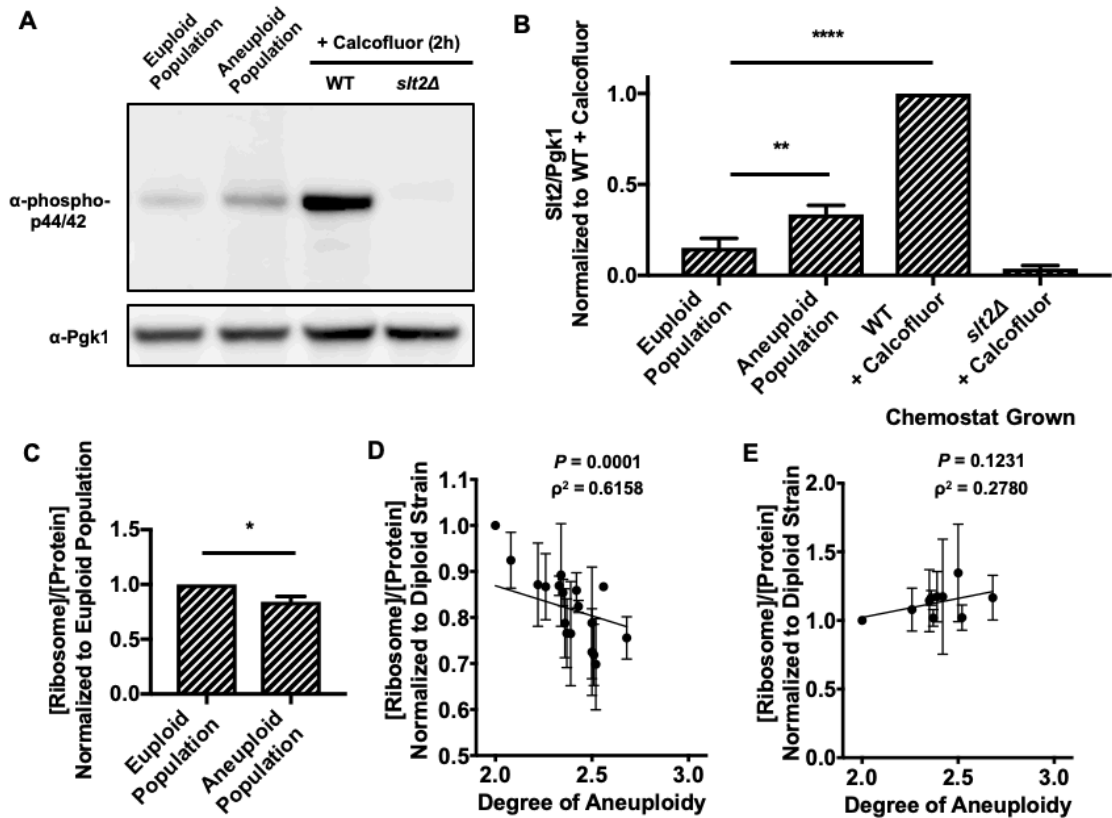 A
Euploid
Population
Aneuploid
Population
+ Calcofluor (2h)
WT
slt2Δ
α-phospho-
p44/42
α-Pgk1
B
Slt2/Pgk1
Normalized to WT + Calcofluor
1.0
0.5
0.0
**
****
Euploid
Population
Aneuploid
Population
WT
+ Calcofluor
slt2Δ
+ Calcofluor
C
[Ribosome]/[Protein]
Normalized to Euploid Population
1.5
1.0
0.5
0.0
*
Euploid
Population
Aneuploid
Population
D
P = 0.0001
ρ² = 0.6158
[Ribosome]/[Protein]
Normalized to Diploid Strain
1.1
1.0
0.9
0.8
0.7
0.6
0.5
2.0 2.5 3.0
Degree of Aneuploidy
Chemostat Grown
E
P = 0.1231
ρ² = 0.2780
[Ribosome]/[Protein]
Normalized to Diploid Strain
2.0
1.5
1.0
0.5
0.0
2.0 2.5 3.0
Degree of Aneuploidy